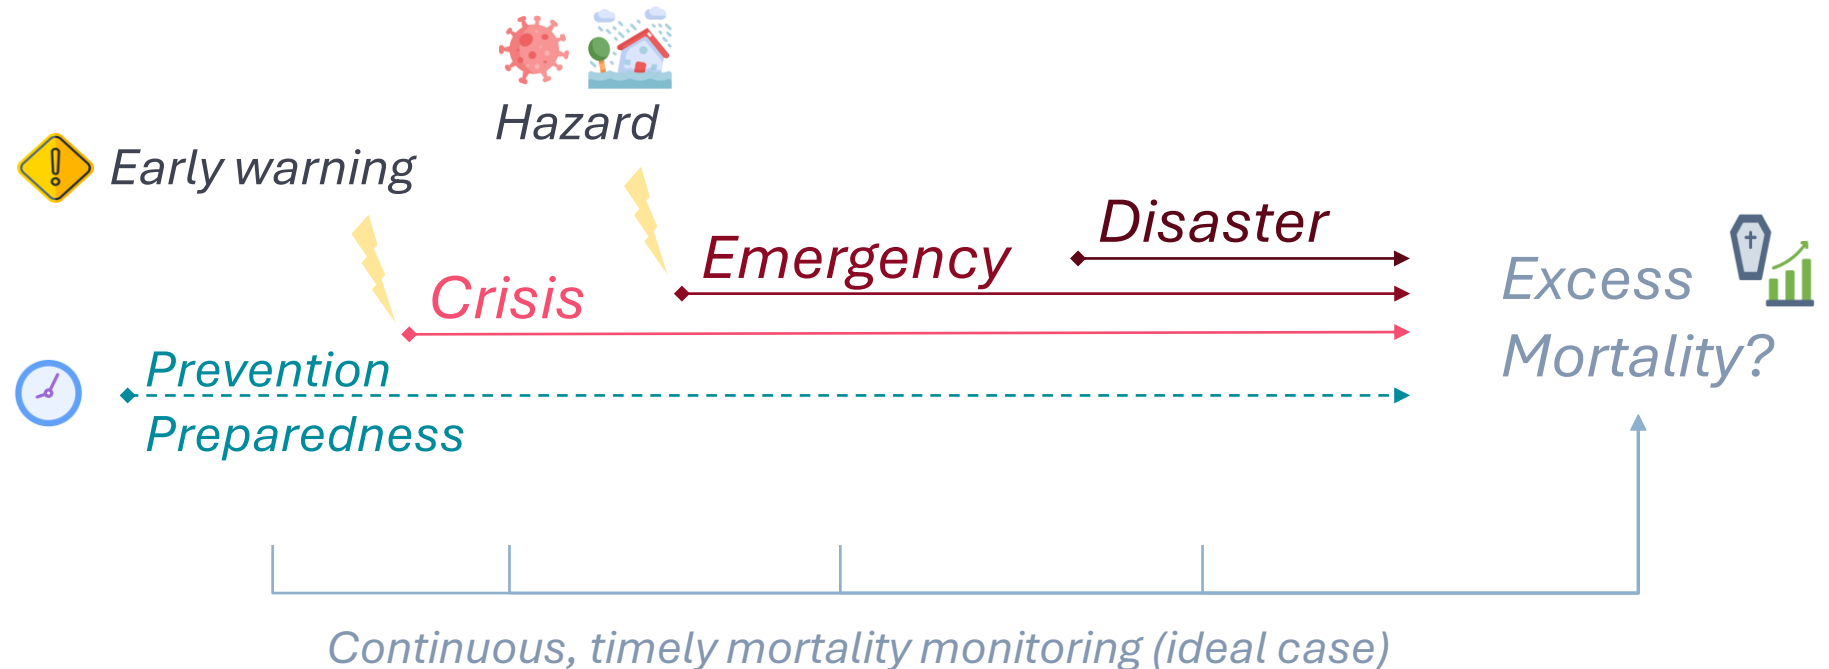 Hazard
Early warning
Disaster
Emergency
Crisis
Excess
Mortality?
Prevention
Preparedness
Continuous, timely mortality monitoring (ideal case)